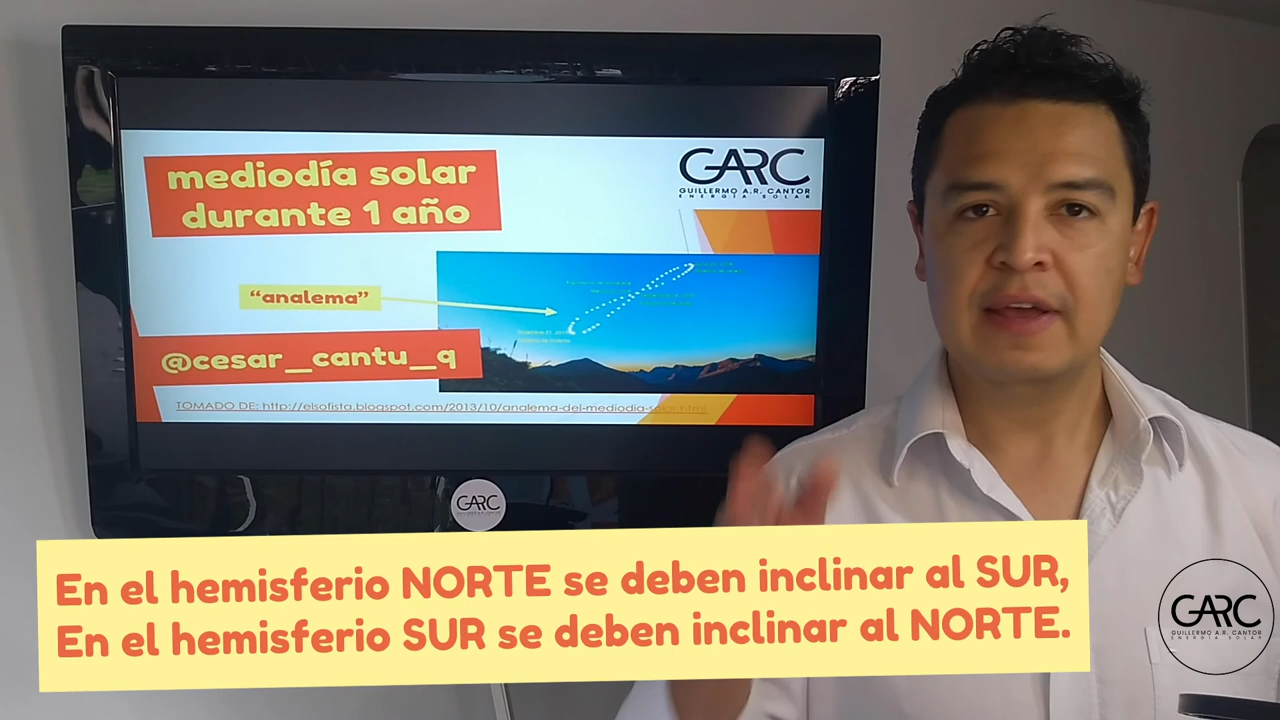 mediodía solar
durante 1 año
GARC
GUILLERMO A.R. CANTOR
ENERGÍA SOLAR
“analema”
@cesar_cantu_q
TOMADO DE: http://elsofista.blogspot.com/2013/10/analema-del-mediodia-solar.html
GARC
En el hemisferio NORTE se deben inclinar al SUR,
En el hemisferio SUR se deben inclinar al NORTE.
GARC
GUILLERMO A.R. CANTOR
ENERGÍA SOLAR